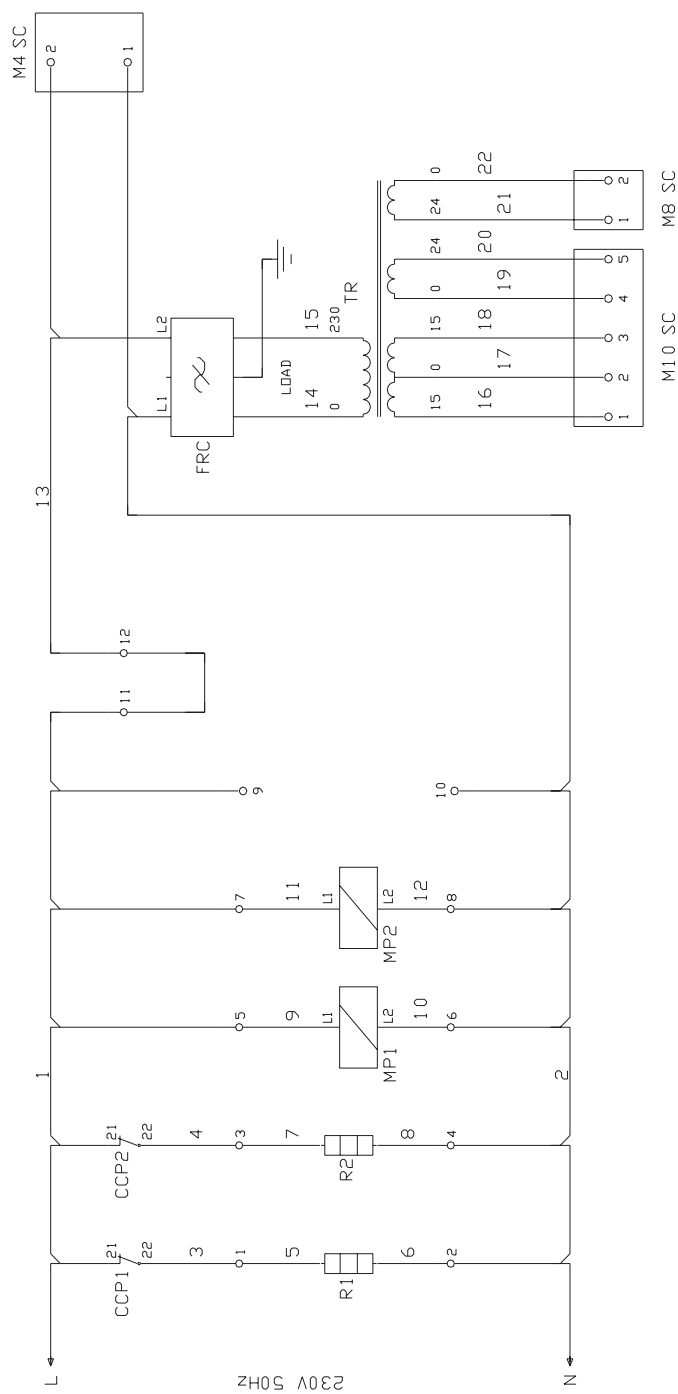 M4 SC
L
1
13
2
1
CCP1
21
22
CCP2
21
22
11
12
L1
L2
FRC
3
4
1
3
5
7
9
230V 50Hz
5
7
9
11
LOAD
14
15
0
230
TR
R1
R2
L1
L2
MP1
L1
L2
MP2
6
8
10
12
2
4
6
8
10
15
0
15
0
24
24
0
16
17
18
19
20
21
22
2
N
1
2
3
4
5
1
2
M10 SC
M8 SC